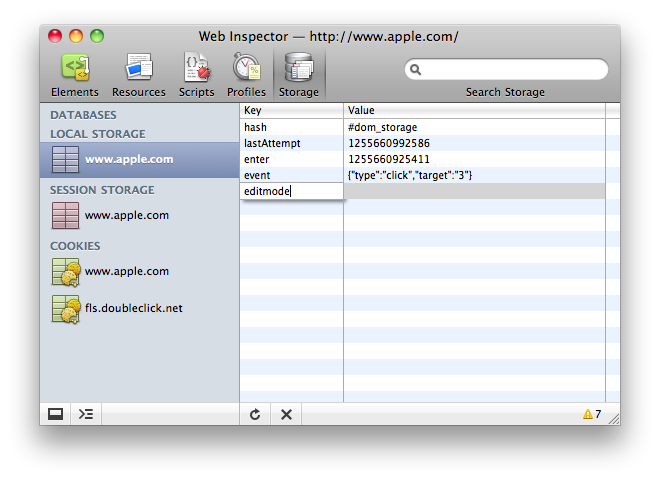 Web Inspector — http://www.apple.com/
Elements Resources Scripts Profiles Storage Search Storage
DATABASES
LOCAL STORAGE
www.apple.com
SESSION STORAGE
www.apple.com
COOKIES
www.apple.com
fls.doubleclick.net
Key Value
hash #dom_storage
lastAttempt 1255660992586
enter 1255660925411
event {"type":"click","target":"3"}
editmode
7